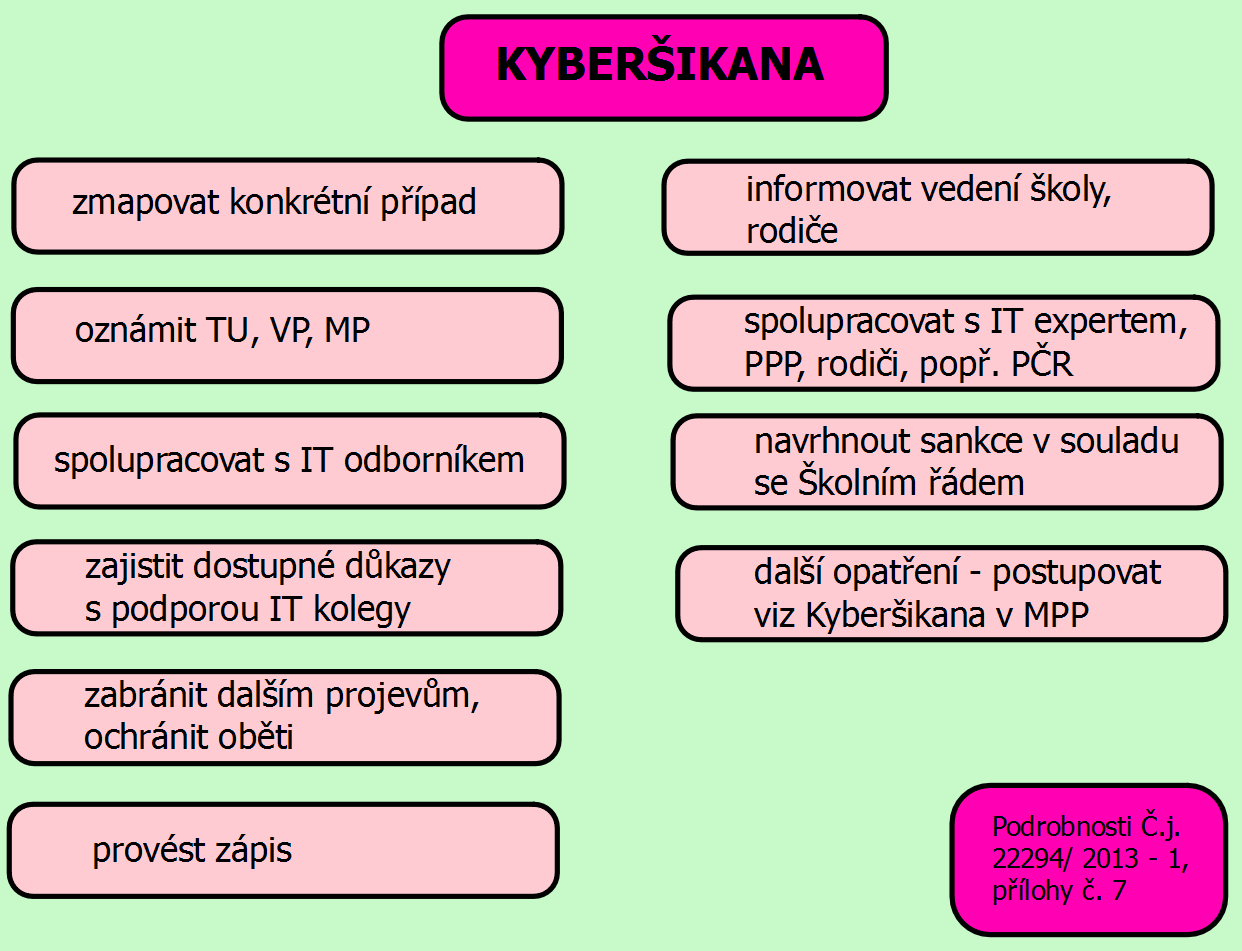 KYBERŠIKANA
zmapovat konkrétní případ
oznámit TU, VP, MP
spolupracovat s IT odborníkem
zajistit dostupné důkazy
s podporou IT kolegy
zabránit dalším projevům,
ochránit oběti
provést zápis
informovat vedení školy,
rodiče
spolupracovat s IT expertem,
PPP, rodiči, popř. PČR
navrhnout sankce v souladu
se Školním řádem
další opatření - postupovat
viz Kyberšikana v MPP
Podrobnosti Č.j.
22294/ 2013 - 1,
přílohy č. 7